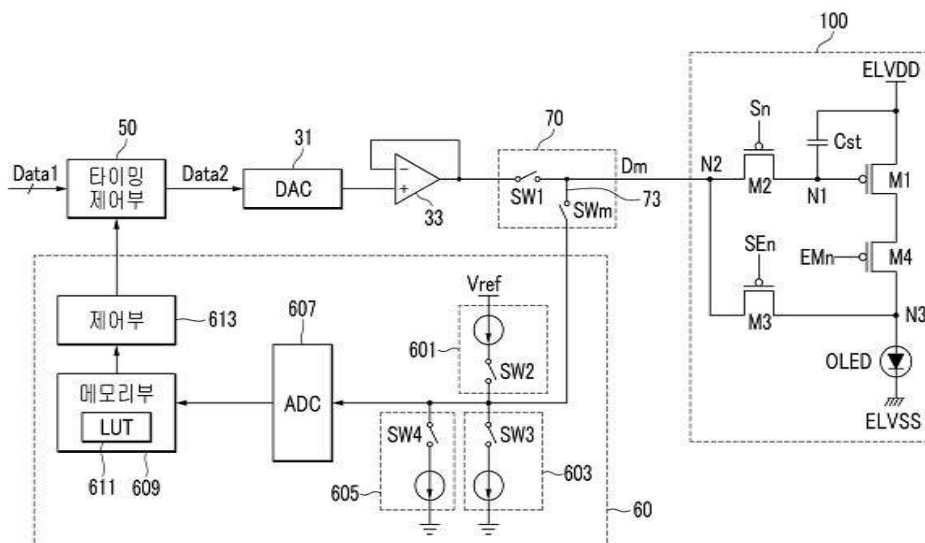 100
ELVDD
50
31
70
Sn
Cst
Data1
타이밍
제어부
Data2
DAC
-
+
33
SW1
Dm
73
SWm
N2
M2
N1
M1
SEn
EMn
M4
M3
N3
OLED
ELVSS
Vref
제어부
613
607
601
SW2
메모리부
LUT
ADC
SW4
SW3
611
609
605
603
60